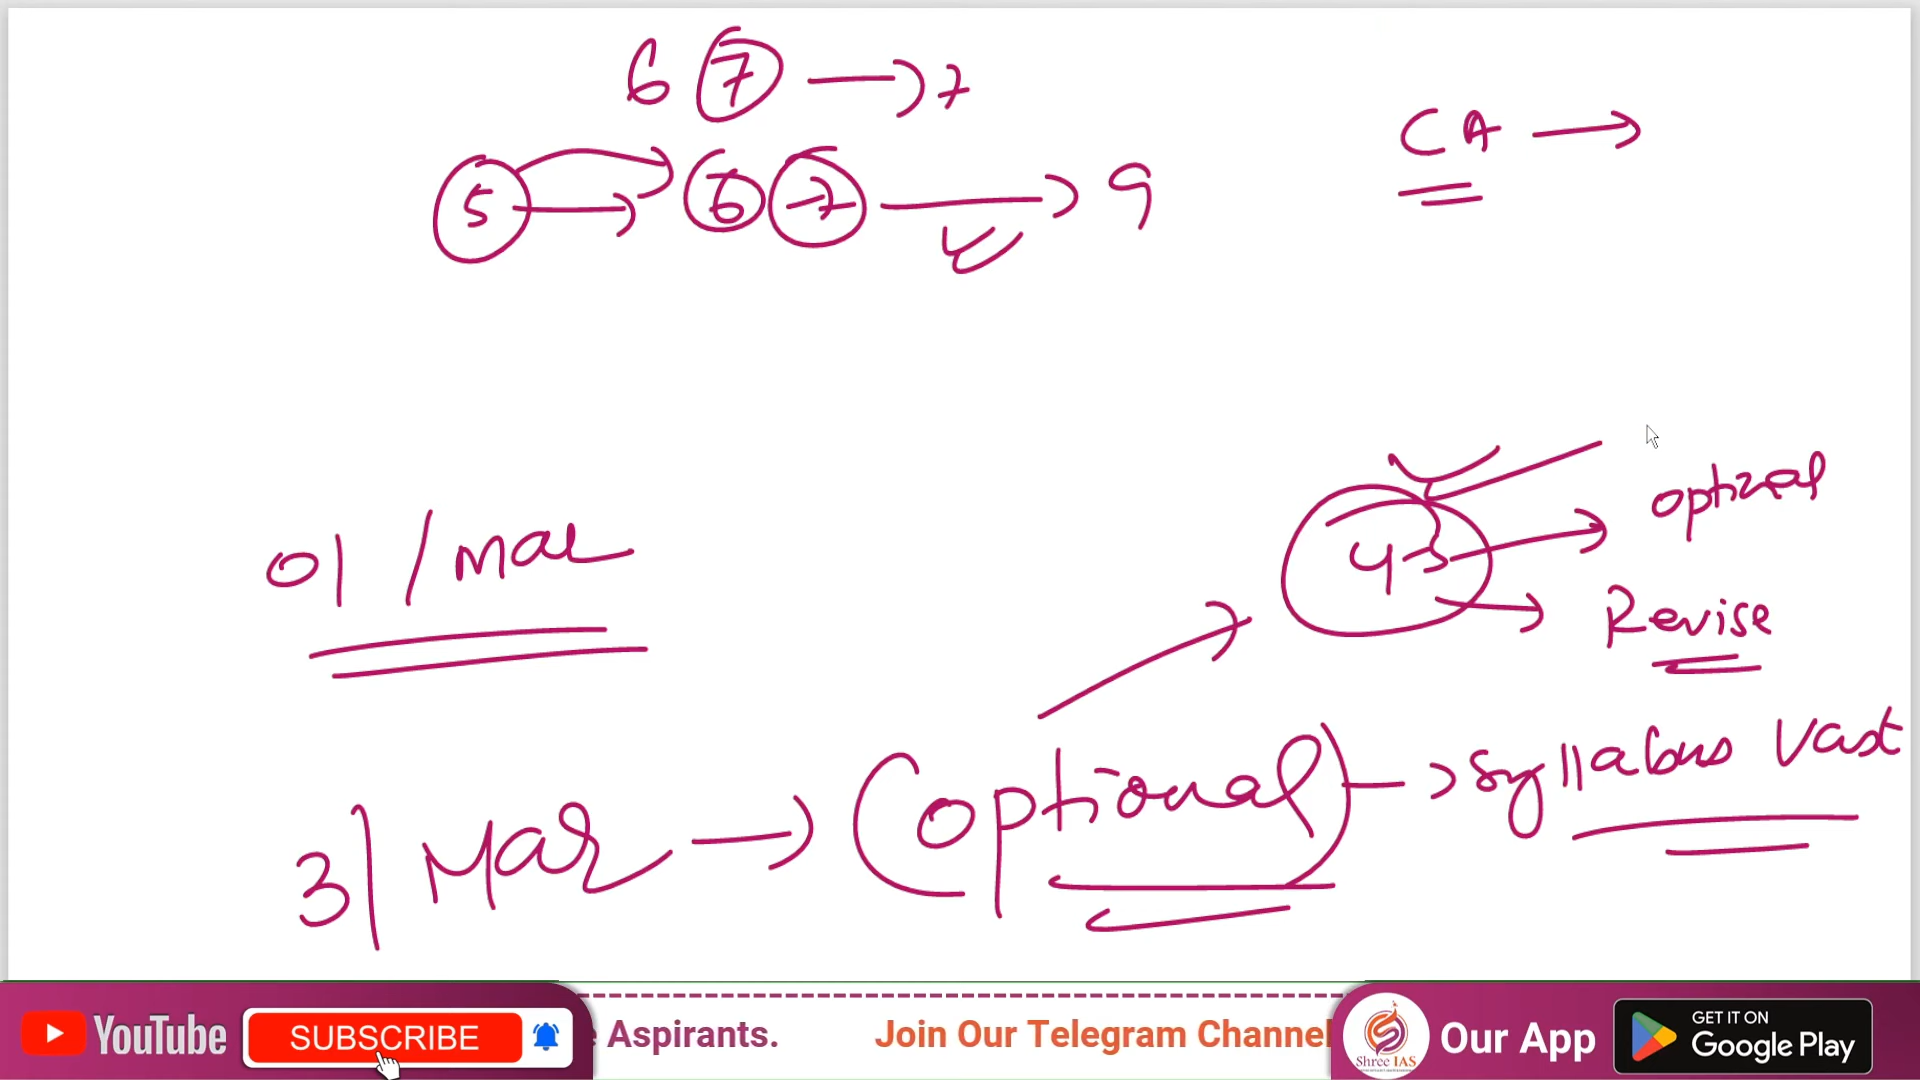 6 7 → 7
5 → 6 7 → 9
CA →
01/mar
4 → optional
→ Revise
31 Mar → (optional) → syllabus Vast
YouTube SUBSCRIBE Aspirants. Join Our Telegram Channel Shree IAS Our App GET IT ON Google Play